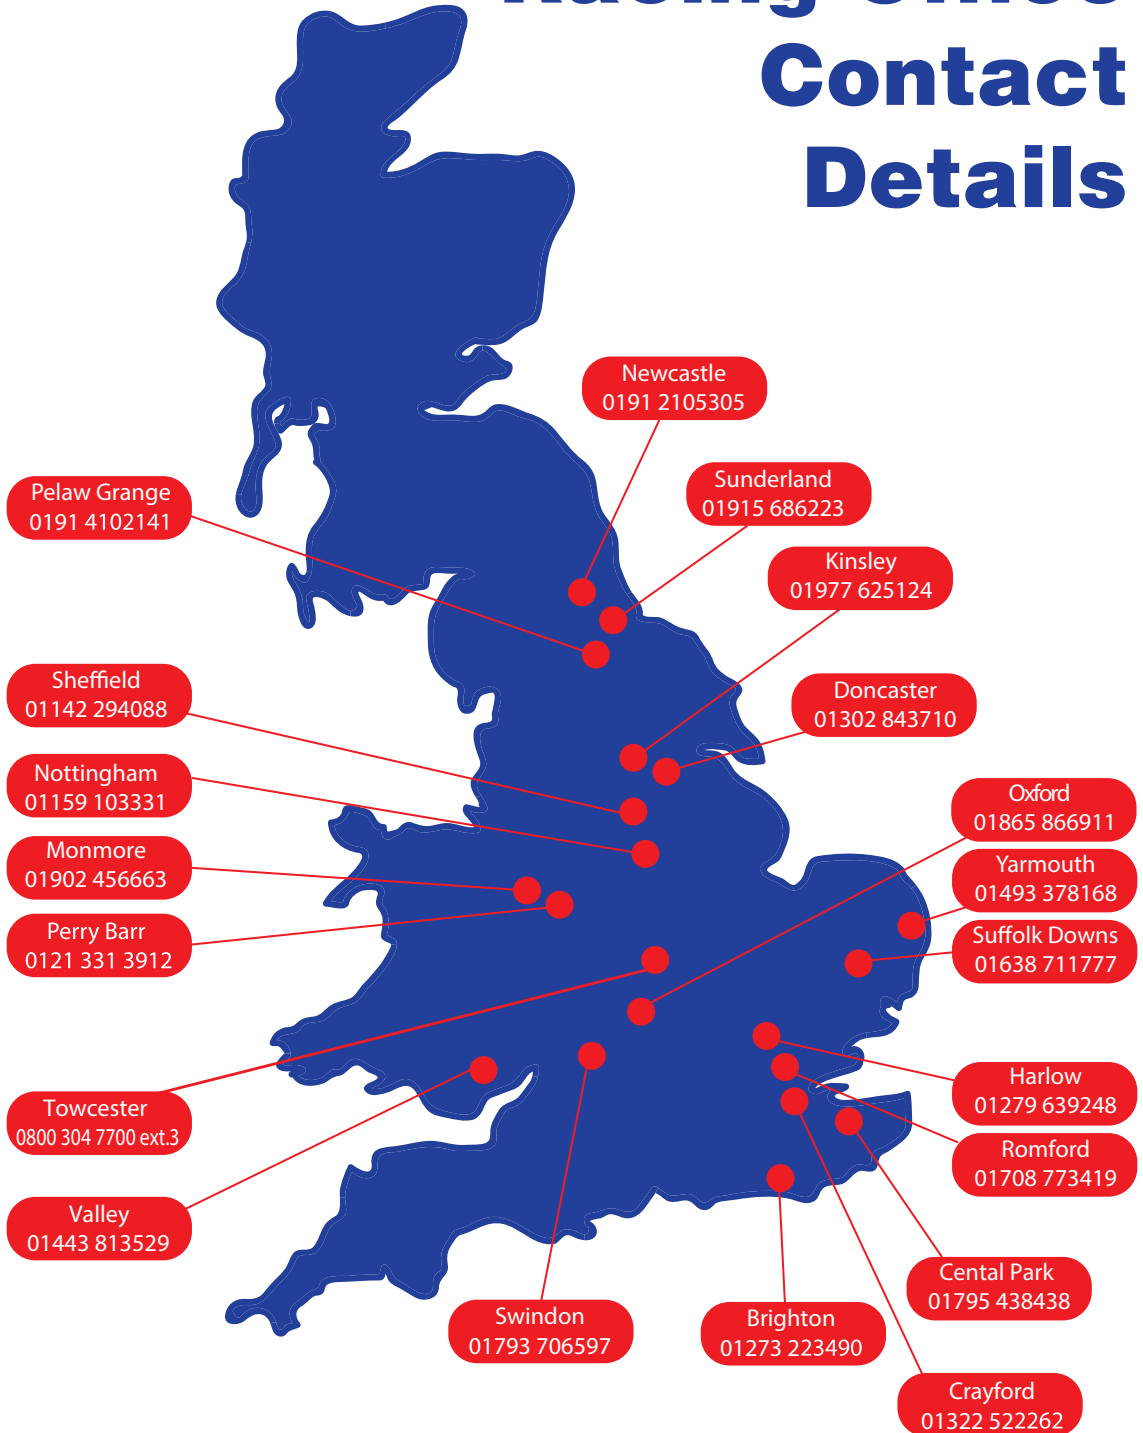 Racing Office
Contact
Details
Newcastle
0191 2105305
Sunderland
01915 686223
Pelaw Grange
0191 4102141
Kinsley
01977 625124
Sheffield
01142 294088
Doncaster
01302 843710
Nottingham
01159 103331
Oxford
01865 866911
Monmore
01902 456663
Yarmouth
01493 378168
Perry Barr
0121 331 3912
Suffolk Downs
01638 711777
Harlow
01279 639248
Towcester
0800 304 7700 ext.3
Romford
01708 773419
Valley
01443 813529
Cental Park
01795 438438
Swindon
01793 706597
Brighton
01273 223490
Crayford
01322 522262